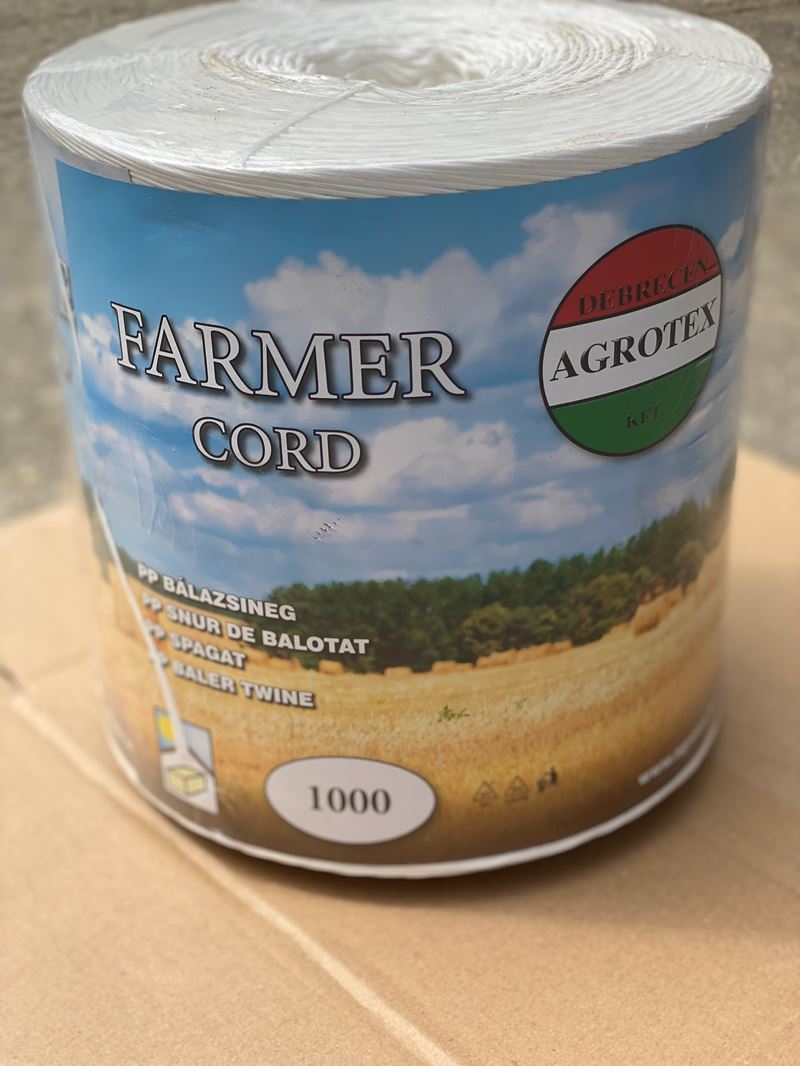 FARMER
CORD
DEBRECEN
AGROTEX
KFT.
PP BÁLAZSINEG
PP SNUR DE BALOTAT
PP SPAGAT
PP BALER TWINE
1000